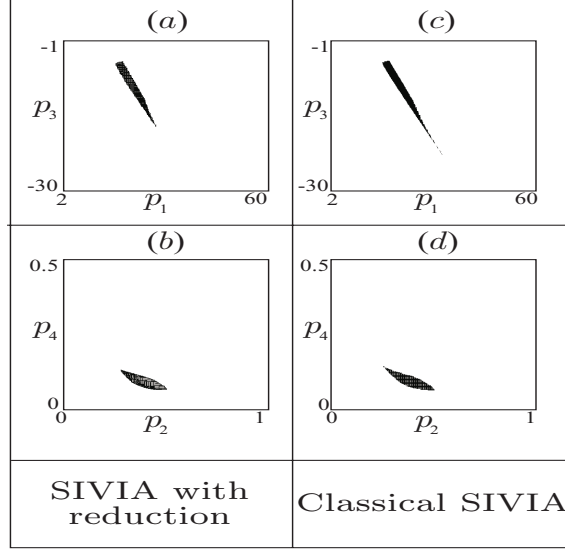 (a)
-1
p3
-30
2
p1
60
(c)
-1
p3
-30
2
p1
60
(b)
0.5
p4
0
0
p2
1
(d)
0.5
p4
0
0
p2
1
SIVIA with
reduction
Classical SIVIA